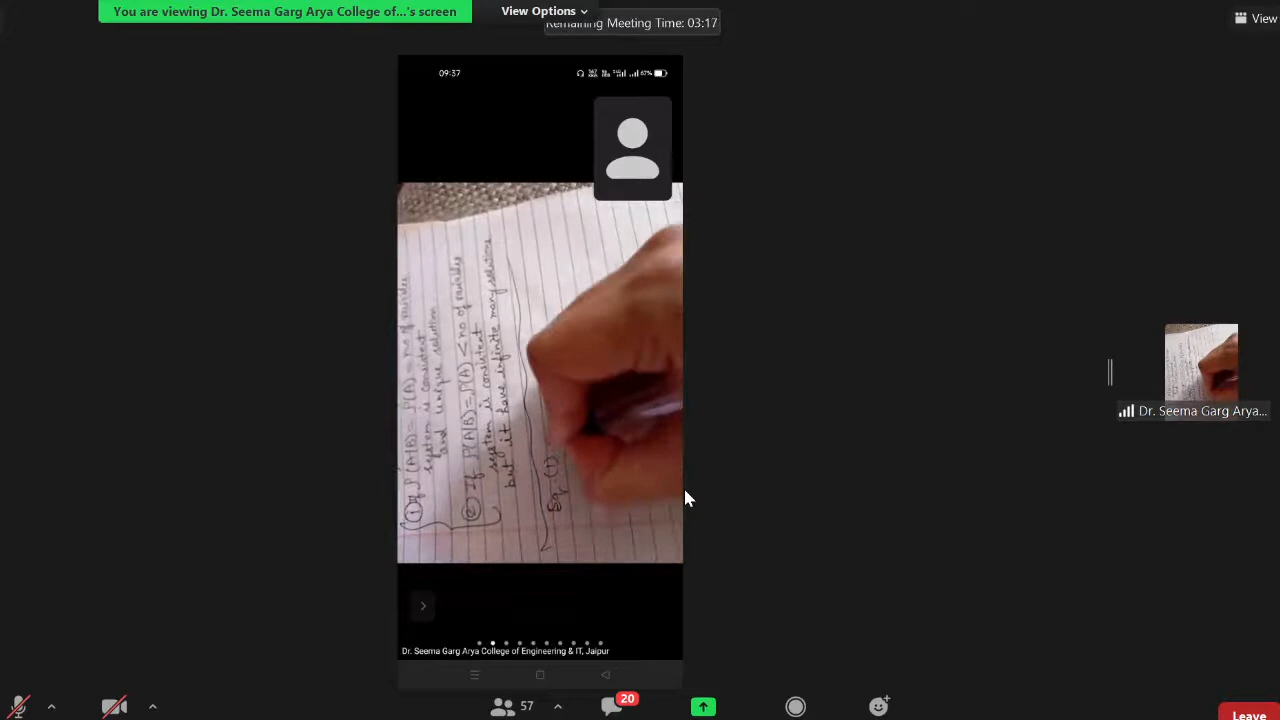 You are viewing Dr. Seema Garg Arya College of...'s screen
View Options
Remaining Meeting Time: 03:17
View
09:37
67%
① If ρ(A|B) = ρ(A) = no of variables
system is consistent
and unique solution
② If ρ(A|B) = ρ(A) < no of variables
system is consistent
but it have infinite many solutions
Eq. (1)
Dr. Seema Garg Arya...
Dr. Seema Garg Arya College of Engineering & IT, Jaipur
57
20
Leave